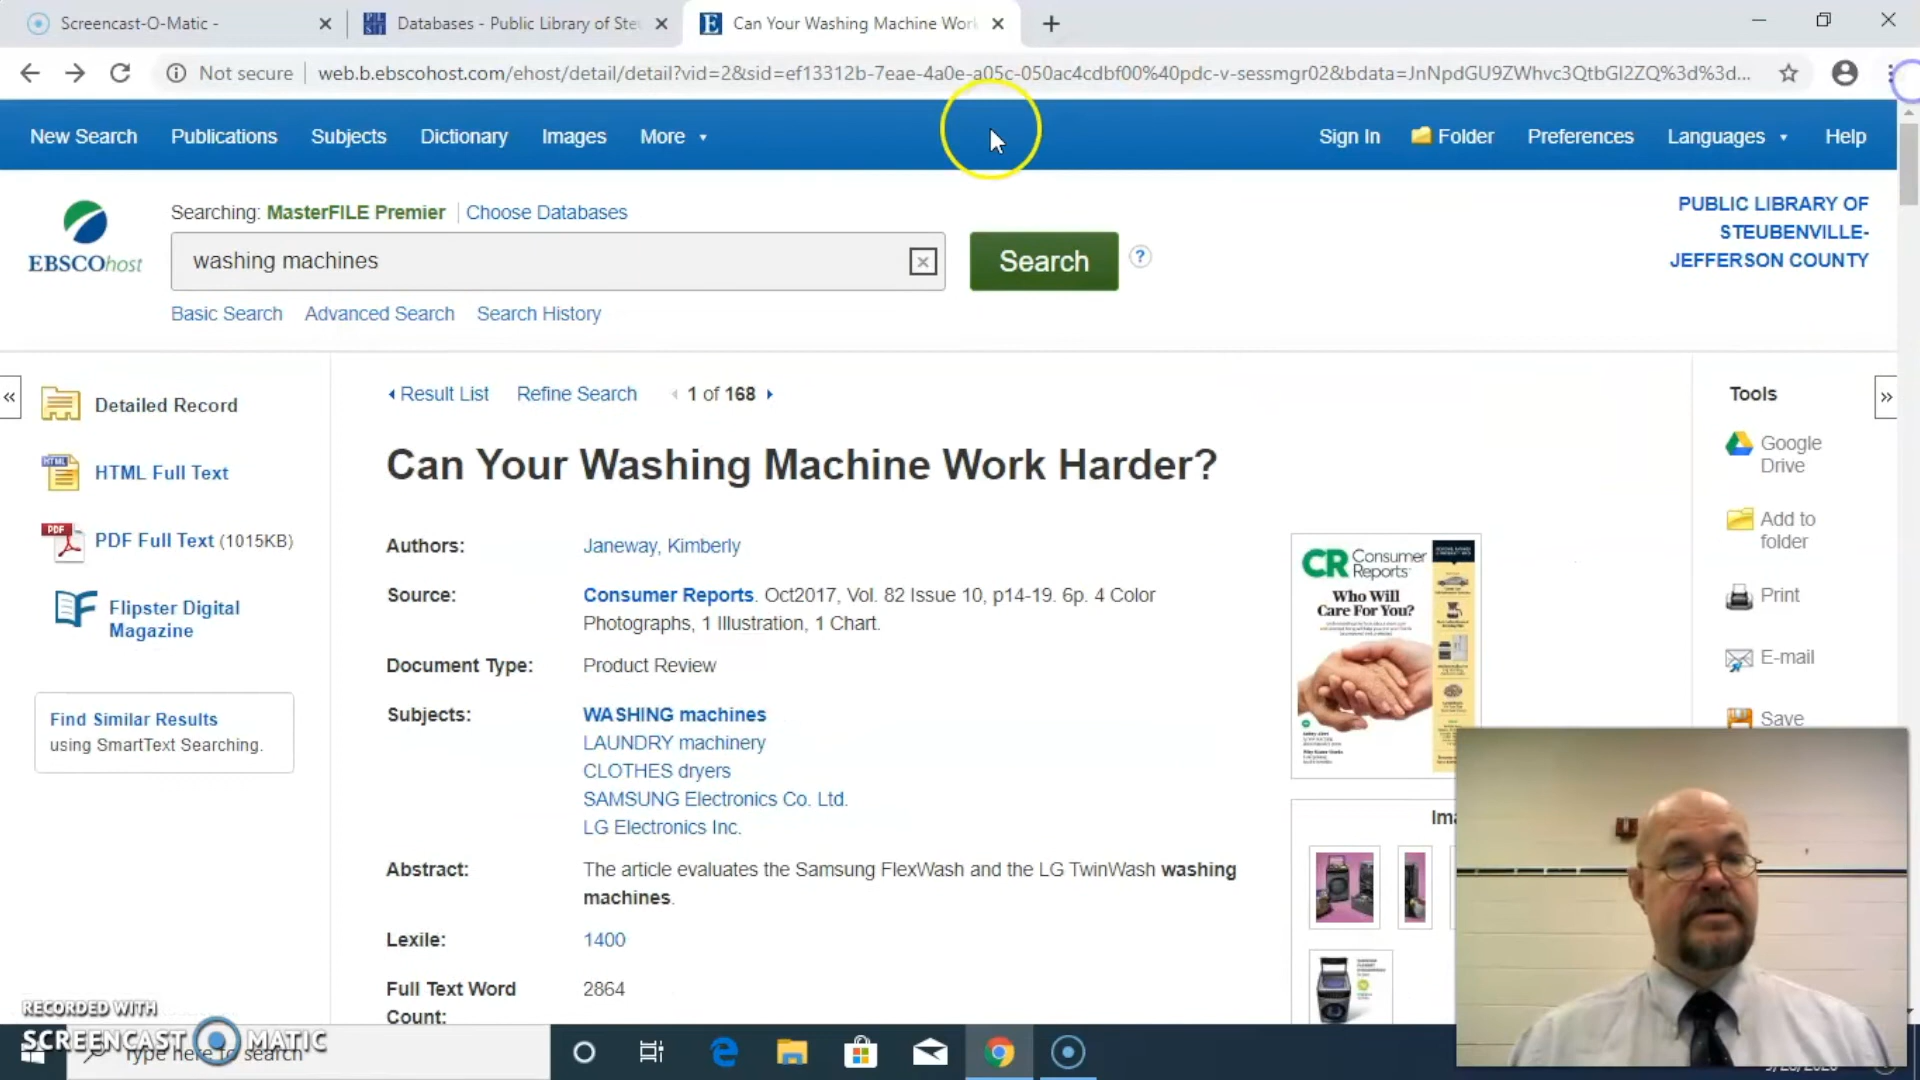 Screencast-O-Matic -
Databases - Public Library of Ste
Can Your Washing Machine Work
Not secure
web.b.ebscohost.com/ehost/detail/detail?vid=2&sid=ef13312b-7eae-4a0e-a05c-050ac4cdbf00%40pdc-v-sessmgr02&bdata=JnNpdGU9ZWhvc3QtbGl2ZQ%3d%3d...
New Search Publications Subjects Dictionary Images More
Sign In Folder Preferences Languages Help
Searching: MasterFILE Premier Choose Databases
EBSCOhost
washing machines
Search
?
Basic Search Advanced Search Search History
PUBLIC LIBRARY OF
STEUBENVILLE-
JEFFERSON COUNTY
Detailed Record
HTML
HTML Full Text
PDF
PDF Full Text (1015KB)
Flipster Digital
Magazine
Find Similar Results
using SmartText Searching.
Result List Refine Search 1 of 168
Can Your Washing Machine Work Harder?
Authors: Janeway, Kimberly
Source: Consumer Reports. Oct2017, Vol. 82 Issue 10, p14-19. 6p. 4 Color
Photographs, 1 Illustration, 1 Chart.
Document Type: Product Review
Subjects: WASHING machines
LAUNDRY machinery
CLOTHES dryers
SAMSUNG Electronics Co. Ltd.
LG Electronics Inc.
Abstract: The article evaluates the Samsung FlexWash and the LG TwinWash washing
machines.
Lexile: 1400
Full Text Word
Count:
2864
CR Consumer
Reports
Who Will
Care For You?
Tools
Google
Drive
Add to
folder
Print
E-mail
Save
RECORDED WITH
SCREENCAST MATIC
Type here to search